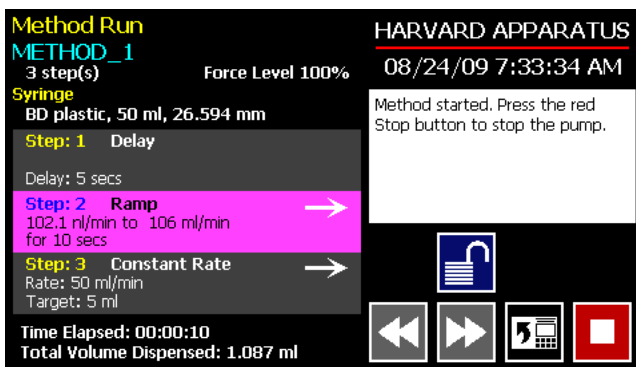 Method Run
METHOD_1
3 step(s) Force Level 100%
Syringe
BD plastic, 50 ml, 26.594 mm
Step: 1 Delay
Delay: 5 secs
Step: 2 Ramp
102.1 nl/min to 106 ml/min
for 10 secs
Step: 3 Constant Rate
Rate: 50 ml/min
Target: 5 ml
Time Elapsed: 00:00:10
Total Volume Dispensed: 1.087 ml
HARVARD APPARATUS
08/24/09 7:33:34 AM
Method started. Press the red
Stop button to stop the pump.